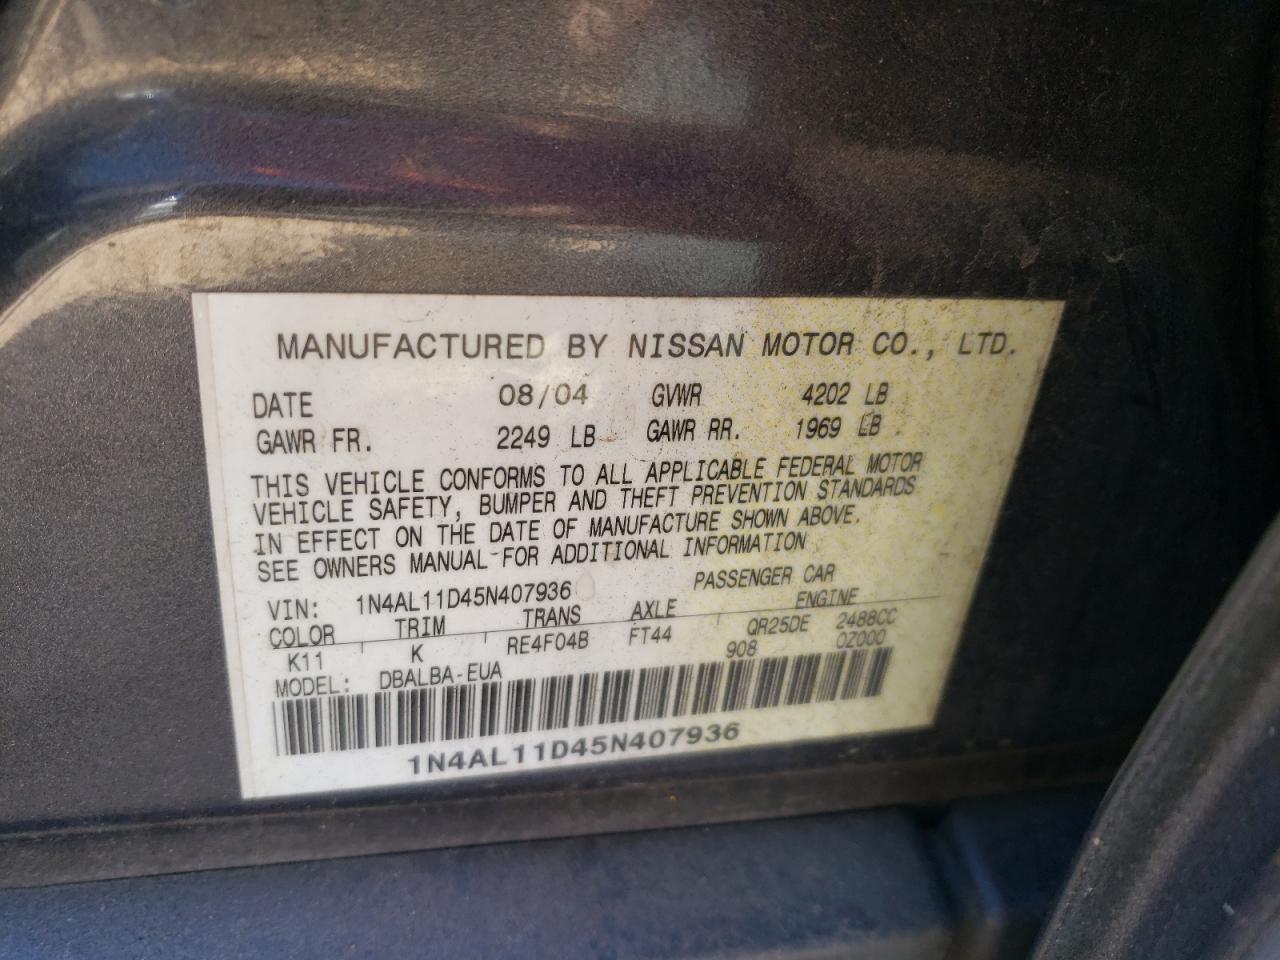 MANUFACTURED BY NISSAN MOTOR CO., LTD.
DATE 08/04 GVWR 4202 LB
GAWR FR. 2249 LB GAWR RR. 1969 LB
THIS VEHICLE CONFORMS TO ALL APPLICABLE FEDERAL MOTOR
VEHICLE SAFETY, BUMPER AND THEFT PREVENTION STANDARDS
IN EFFECT ON THE DATE OF MANUFACTURE SHOWN ABOVE.
SEE OWNERS MANUAL FOR ADDITIONAL INFORMATION
VIN: 1N4AL11D45N407936 PASSENGER CAR
COLOR TRIM TRANS AXLE ENGINE
K11 K RE4F04B FT44 QR25DE 2488CC
MODEL: DBALBA-EUA 908 0Z000
1N4AL11D45N407936